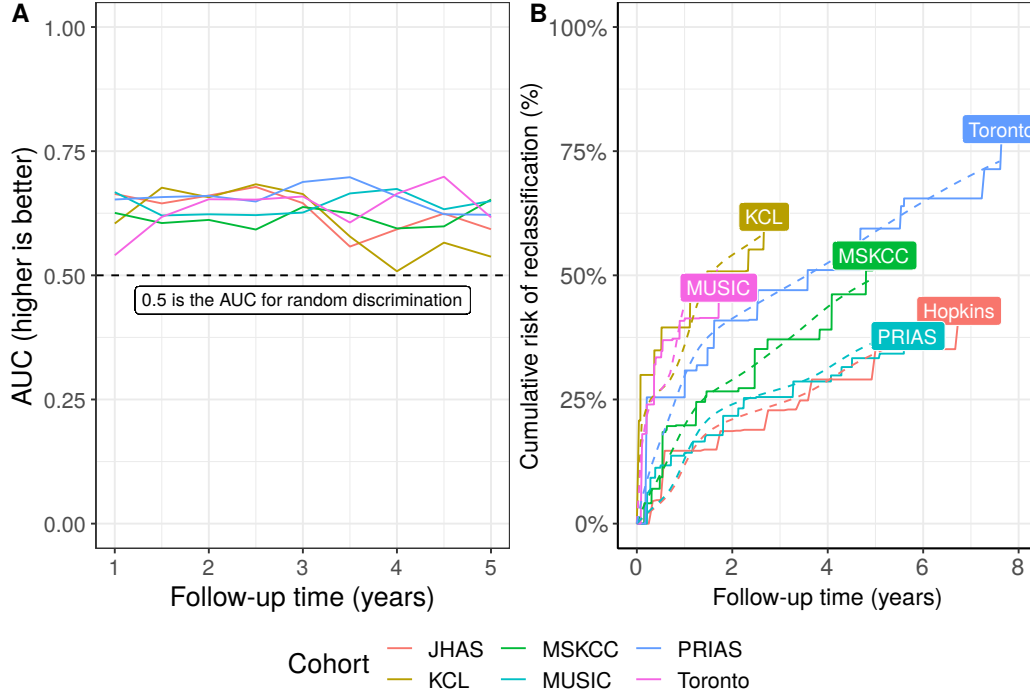 A
AUC (higher is better)
1.00
0.75
0.50
0.25
0.00
0.5 is the AUC for random discrimination
1 2 3 4 5
Follow-up time (years)
B
Cumulative risk of reclassification (%)
100%
75%
50%
25%
0%
Toronto
KCL
MSKCC
MUSIC
Hopkins
PRIAS
0 2 4 6 8
Follow-up time (years)
Cohort
JHAS MSKCC PRIAS
KCL MUSIC Toronto